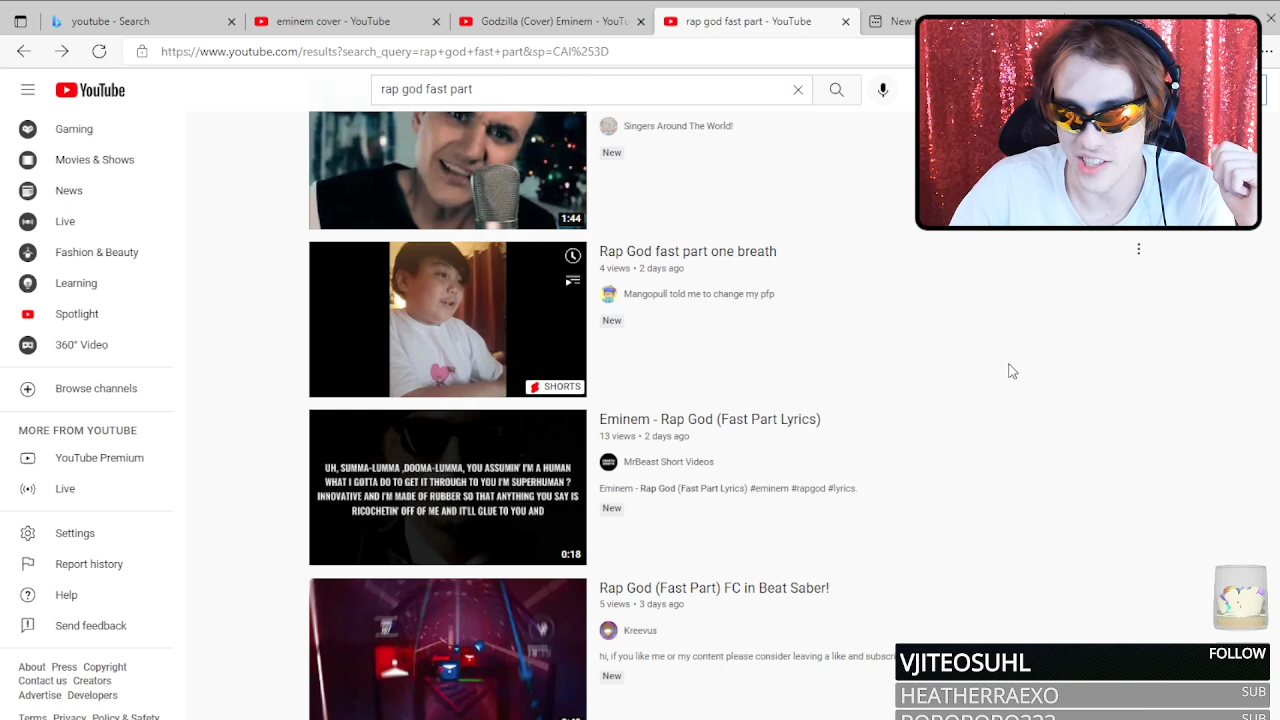 youtube - Search
eminem cover - YouTube
Godzilla (Cover) Eminem - YouTu
rap god fast part - YouTube
New t
https://www.youtube.com/results?search_query=rap+god+fast+part&sp=CAI%253D
YouTube
rap god fast part
Gaming
Movies & Shows
News
Live
Fashion & Beauty
Learning
Spotlight
360° Video
Browse channels
MORE FROM YOUTUBE
YouTube Premium
Live
Settings
Report history
Help
Send feedback
About Press Copyright
Contact us Creators
Advertise Developers
Terms Privacy Policy & Safety
Singers Around The World!
New
1:44
Rap God fast part one breath
4 views • 2 days ago
Mangopull told me to change my pfp
New
SHORTS
Eminem - Rap God (Fast Part Lyrics)
13 views • 2 days ago
MrBeast Short Videos
Eminem - Rap God (Fast Part Lyrics) #eminem #rapgod #lyrics.
New
UH, SUMMA-LUMMA ,DOOMA-LUMMA, YOU ASSUMIN' I'M A HUMAN
WHAT I GOTTA DO TO GET IT THROUGH TO YOU I'M SUPERHUMAN ?
INNOVATIVE AND I'M MADE OF RUBBER SO THAT ANYTHING YOU SAY IS
RICOCHETIN' OFF OF ME AND IT'LL GLUE TO YOU AND
0:18
Rap God (Fast Part) FC in Beat Saber!
5 views • 3 days ago
Kreevus
hi, if you like me or my content please consider leaving a like and subscri
New
VJITEOSUHL
FOLLOW
HEATHERRAEXO
SUB
SUB